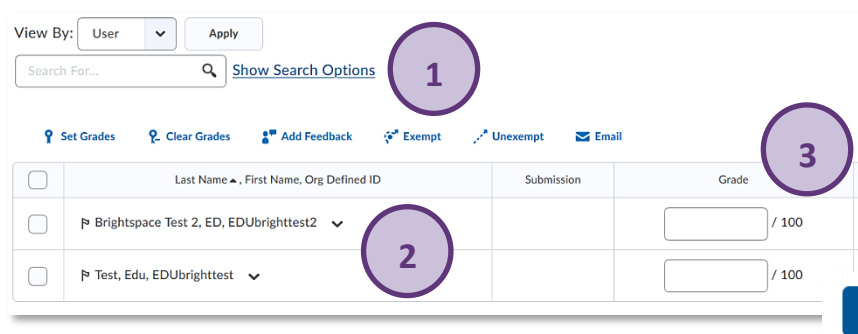 View By: User Apply
Search For... Show Search Options
1
Set Grades Clear Grades Add Feedback Exempt Unexempt Email
3
Last Name , First Name, Org Defined ID Submission Grade
Brightspace Test 2, ED, EDUbrighttest2 / 100
2
Test, Edu, EDUbrighttest / 100